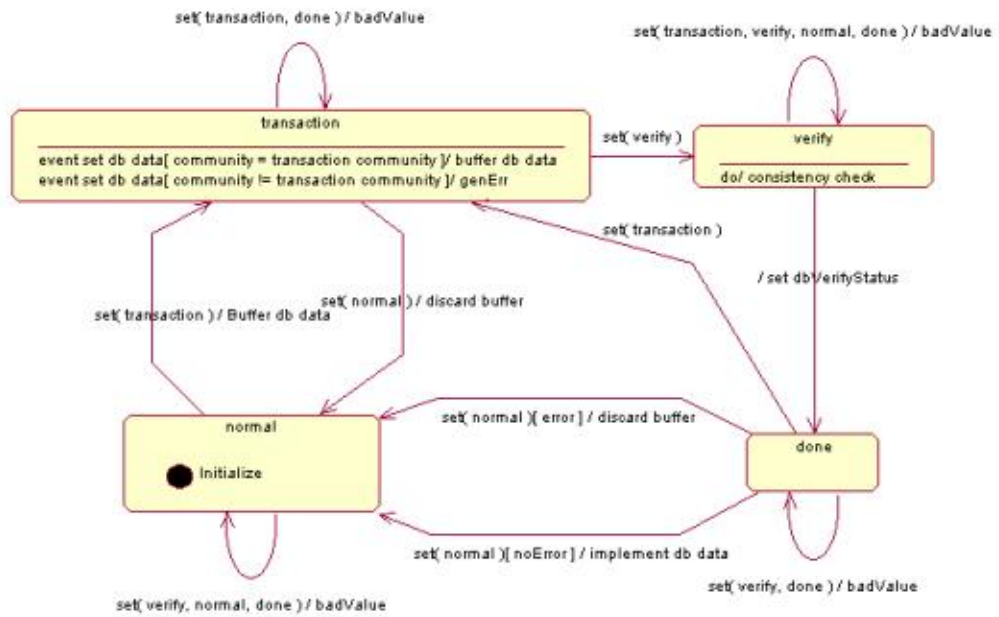 set( transaction, done ) / badValue
set( transaction, verify, normal, done ) / badValue
transaction
event set db data[ community = transaction community ]/ buffer db data
event set db data[ community != transaction community ]/ genErr
set( verify )
verify
do/ consistency check
set( transaction )
/ set dbVerifyStatus
set( normal ) / discard buffer
set( transaction ) / Buffer db data
normal
Initialize
set( normal )[ error ] / discard buffer
done
set( normal )[ noError ] / implement db data
set( verify, done ) / badValue
set( verify, normal, done ) / badValue